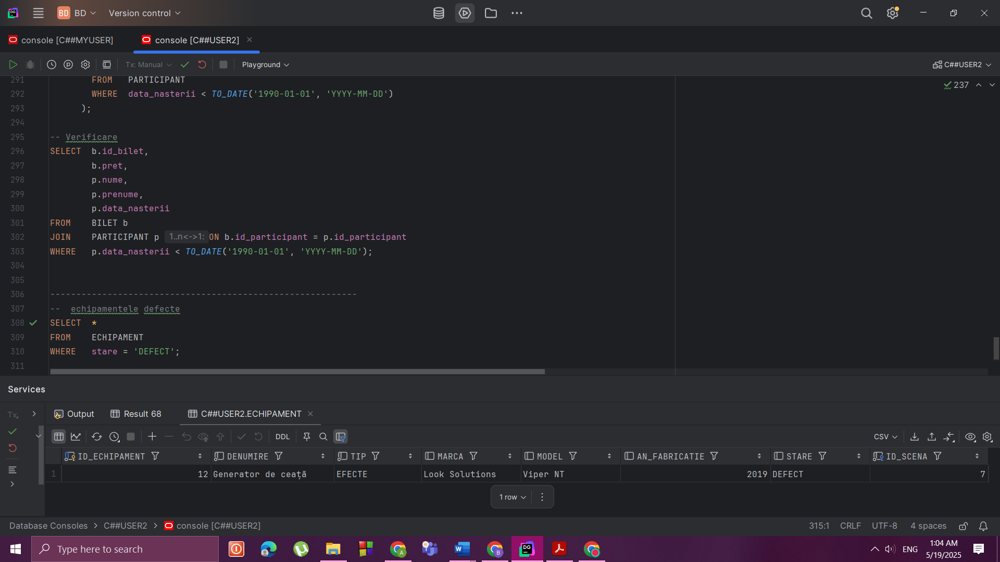 BD BD Version control
console [C##MYUSER] console [C##USER2]
Tx: Manual Playground C##USER2
237
291 FROM PARTICIPANT
292 WHERE data_nasterii < TO_DATE('1990-01-01', 'YYYY-MM-DD')
293 );
294
295 -- Verificare
296 SELECT b.id_bilet,
297 b.pret,
298 p.nume,
299 p.prenume,
300 p.data_nasterii
301 FROM BILET b
302 JOIN PARTICIPANT p 1..n<->1: ON b.id_participant = p.id_participant
303 WHERE p.data_nasterii < TO_DATE('1990-01-01', 'YYYY-MM-DD');
304
305
306 -----------------------------------------------------------
307 -- echipamentele defecte
308 SELECT *
309 FROM ECHIPAMENT
310 WHERE stare = 'DEFECT';
311
Services
Tx Output Result 68 C##USER2.ECHIPAMENT
DDL CSV
ID_ECHIPAMENT DENUMIRE TIP MARCA MODEL AN_FABRICATIE STARE ID_SCENA
1 12 Generator de ceață EFECTE Look Solutions Viper NT 2019 DEFECT 7
1 row
Database Consoles > C##USER2 > console [C##USER2] 315:1 CRLF UTF-8 4 spaces
Type here to search
ENG 1:04 AM
5/19/2025